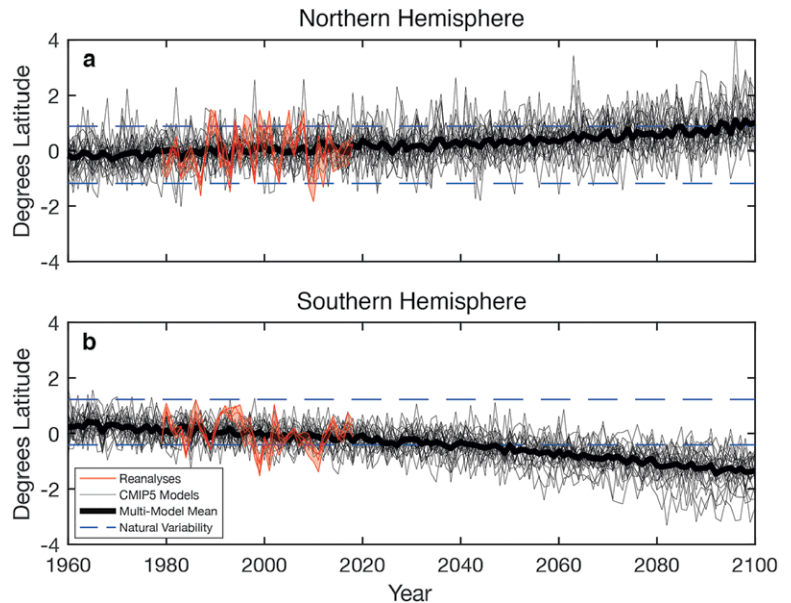 Northern Hemisphere
a
Degrees Latitude
4
2
0
-2
-4
Southern Hemisphere
b
Degrees Latitude
4
2
0
-2
-4
Reanalyses
CMIP5 Models
Multi-Model Mean
Natural Variability
1960 1980 2000 2020 2040 2060 2080 2100
Year